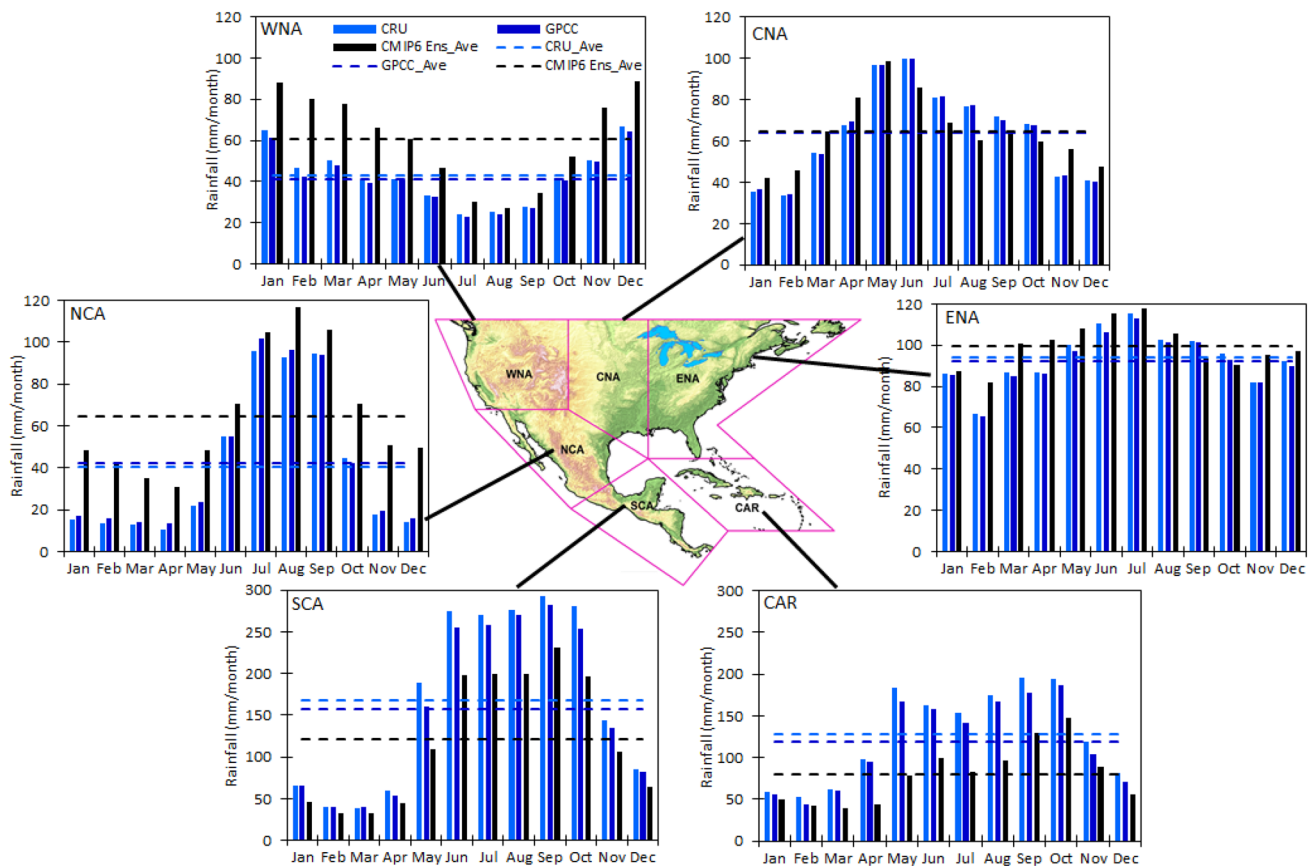 WNA
CRU GPCC
CMIP6 Ens_Ave CRU_Ave
GPCC_Ave CMIP6 Ens_Ave
Rainfall (mm/month)
120
100
80
60
40
20
0
Jan Feb Mar Apr May Jun Jul Aug Sep Oct Nov Dec
CNA
Rainfall (mm/month)
120
100
80
60
40
20
0
Jan Feb Mar Apr May Jun Jul Aug Sep Oct Nov Dec
NCA
Rainfall (mm/month)
120
100
80
60
40
20
0
Jan Feb Mar Apr May Jun Jul Aug Sep Oct Nov Dec
WNA
CNA
ENA
NCA
SCA
CAR
ENA
Rainfall (mm/month)
120
100
80
60
40
20
0
Jan Feb Mar Apr May Jun Jul Aug Sep Oct Nov Dec
SCA
Rainfall (mm/month)
300
250
200
150
100
50
0
Jan Feb Mar Apr May Jun Jul Aug Sep Oct Nov Dec
CAR
Rainfall (mm/month)
300
250
200
150
100
50
0
Jan Feb Mar Apr May Jun Jul Aug Sep Oct Nov Dec